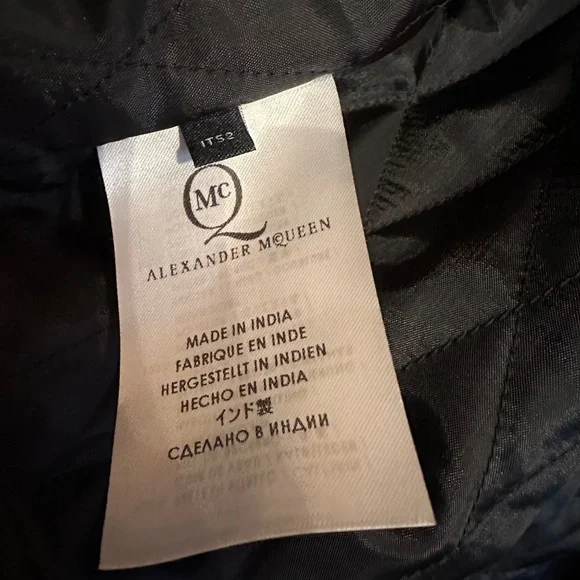 IT52
McQ
ALEXANDER McQUEEN
MADE IN INDIA
FABRIQUE EN INDE
HERGESTELLT IN INDIEN
HECHO EN INDIA
インド製
СДЕЛАНО В ИНДИИ